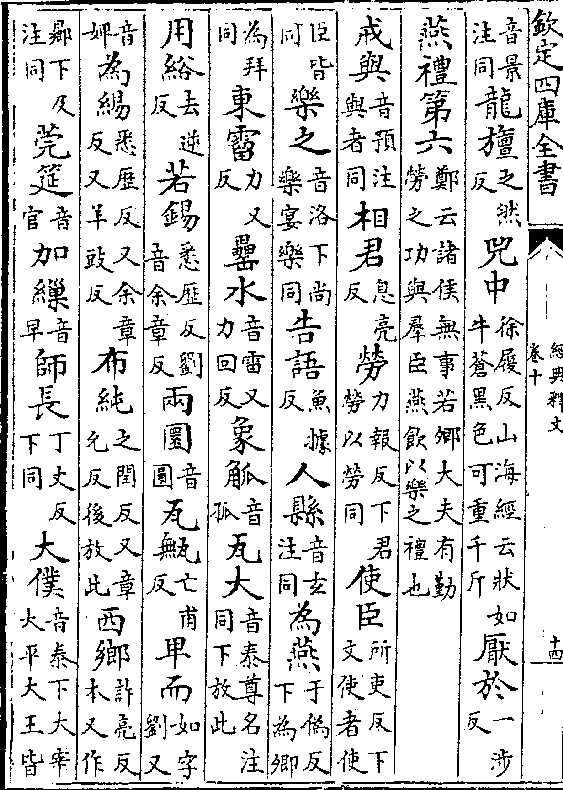 欽定四庫全書
經典釋文
卷十
十四
音景注同龍旜之然反兕中徐履反山海經云狀如牛蒼黑色可重千斤厭於一涉反
燕禮第六鄭云諸侯無事若鄉大夫有勤勞之功與羣臣燕飲以樂之禮也
戒與音預注與者同相君息亮反勞力報反下君勞以勞同使臣所吏反下文使者使
臣皆同樂之音洛下尚樂宴樂同告語魚據反人縣音玄注同為燕于偽反下為卿
為拜同東霤力又反罍水音雷又力回反象觚音孤瓦大音泰尊名注同下放此
用綌去逆反若錫悉歷反劉音余章反兩圜音圓瓦甒亡甫反卑而如字劉又
音婢為緆悉歷反又余章反又羊豉反布純之閏反又章允反後放此西鄉許亮反本又作
嚮下及注同莞筵音官加繅音早師長丁丈反下同大僕音泰下大宰大平大王皆